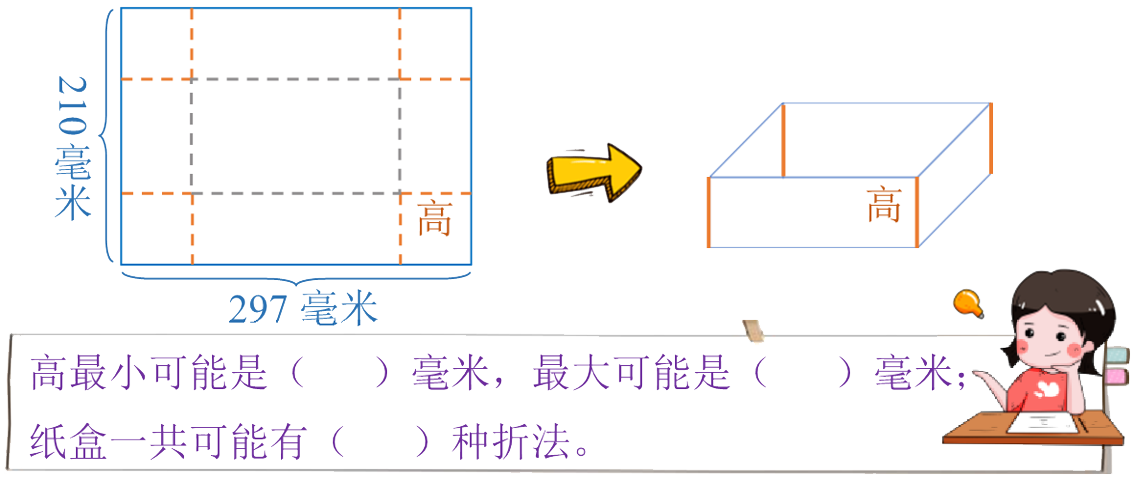 210毫米
高
297 毫米
高
高最小可能是（　）毫米，最大可能是（　）毫米；
纸盒一共可能有（　）种折法。